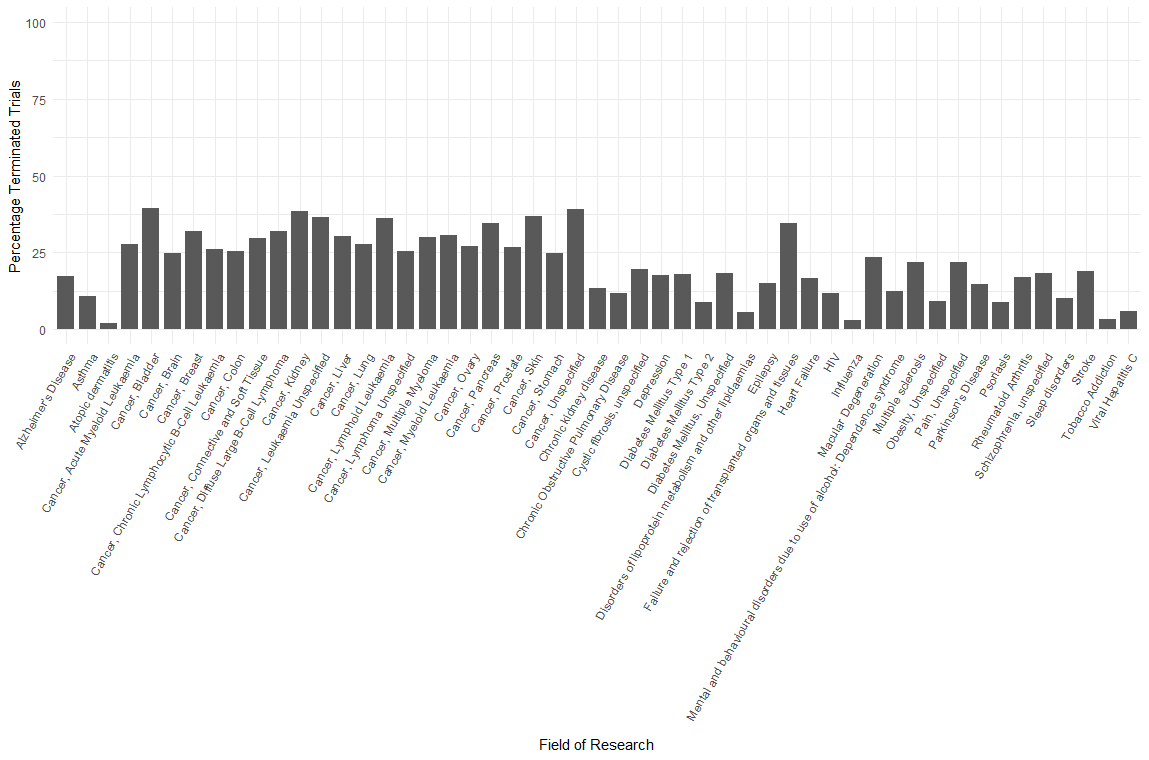 100
75
50
25
0
Percentage Terminated Trials
Alzheimer's Disease
Asthma
Atopic dermatitis
Cancer, Acute Myeloid Leukaemia
Cancer, Bladder
Cancer, Brain
Cancer, Breast
Cancer, Chronic Lymphocytic B-Cell Leukaemia
Cancer, Colon
Cancer, Connective and Soft Tissue
Cancer, Diffuse Large B-Cell Lymphoma
Cancer, Kidney
Cancer, Leukaemia Unspecified
Cancer, Liver
Cancer, Lung
Cancer, Lymphoid Leukaemia
Cancer, Lymphoma Unspecified
Cancer, Multiple Myeloma
Cancer, Myeloid Leukaemia
Cancer, Ovary
Cancer, Pancreas
Cancer, Prostate
Cancer, Skin
Cancer, Stomach
Cancer, Unspecified
Chronic kidney disease
Chronic Obstructive Pulmonary Disease
Cystic fibrosis, unspecified
Depression
Diabetes Mellitus Type 1
Diabetes Mellitus Type 2
Diabetes Mellitus, Unspecified
Disorders of lipoprotein metabolism and other lipidaemias
Epilepsy
Failure and rejection of transplanted organs and tissues
Heart Failure
HIV
Influenza
Macular Degeneration
Mental and behavioural disorders due to use of alcohol: Dependence syndrome
Multiple sclerosis
Obesity, Unspecified
Pain, Unspecified
Parkinson's Disease
Psoriasis
Rheumatoid Arthritis
Schizophrenia, unspecified
Sleep disorders
Stroke
Tobacco Addiction
Viral Hepatitis C
Field of Research